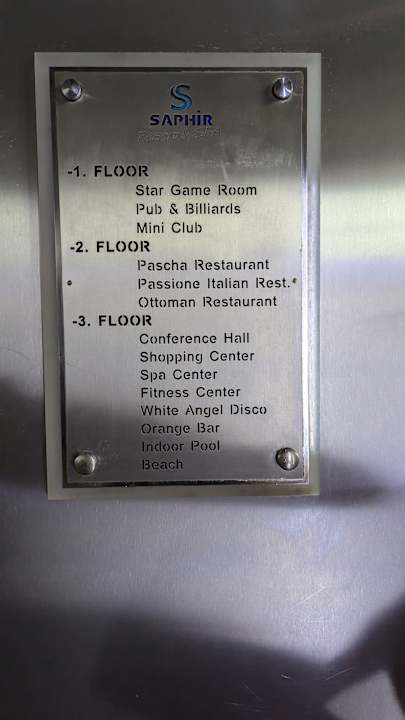 S
SAPHiR
-1. FLOOR
Star Game Room
Pub & Billiards
Mini Club
-2. FLOOR
Pascha Restaurant
Passione Italian Rest.
Ottoman Restaurant
-3. FLOOR
Conference Hall
Shopping Center
Spa Center
Fitness Center
White Angel Disco
Orange Bar
Indoor Pool
Beach